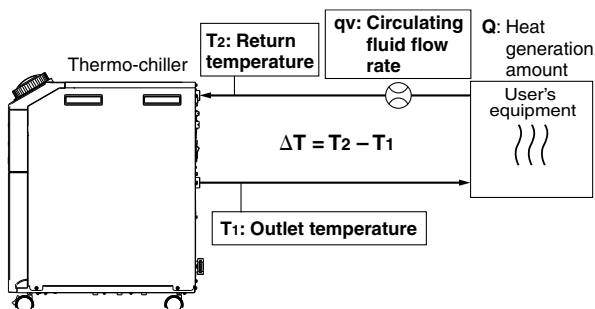 Thermo-chiller
T2: Return
temperature
qv: Circulating
fluid flow
rate
Q: Heat
generation
amount
User's
equipment
ΔT = T2 – T1
T1: Outlet temperature